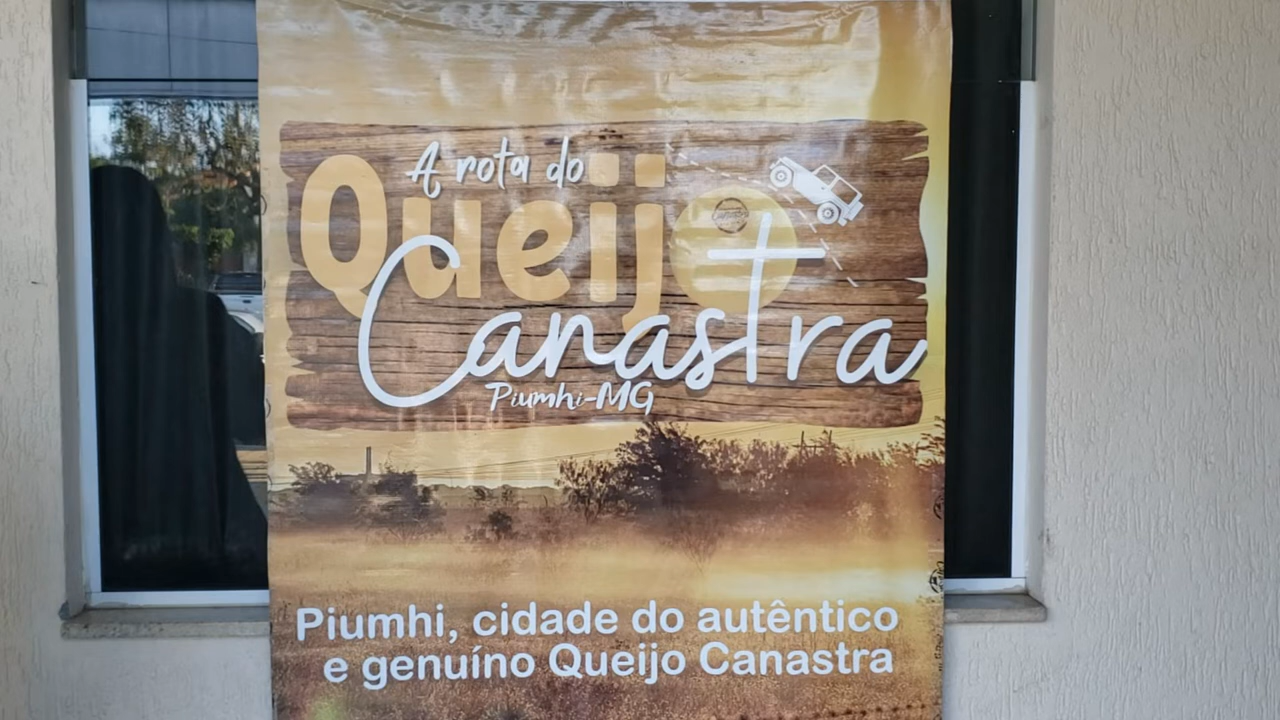 A rota do
Queijo
Canastra
Piumhi-MG
Piumhi, cidade do autêntico
e genuíno Queijo Canastra